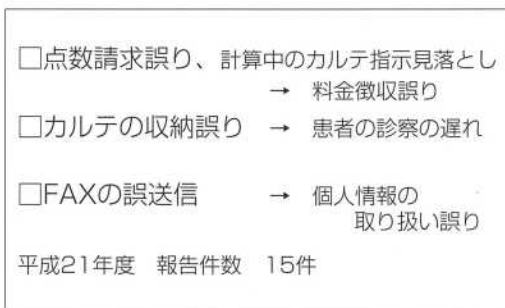 □点数請求誤り、計算中のカルテ指示見落とし
→ 料金徴収誤り
□カルテの収納誤り → 患者の診察の遅れ
□FAXの誤送信 → 個人情報の
取り扱い誤り
平成21年度 報告件数 15件